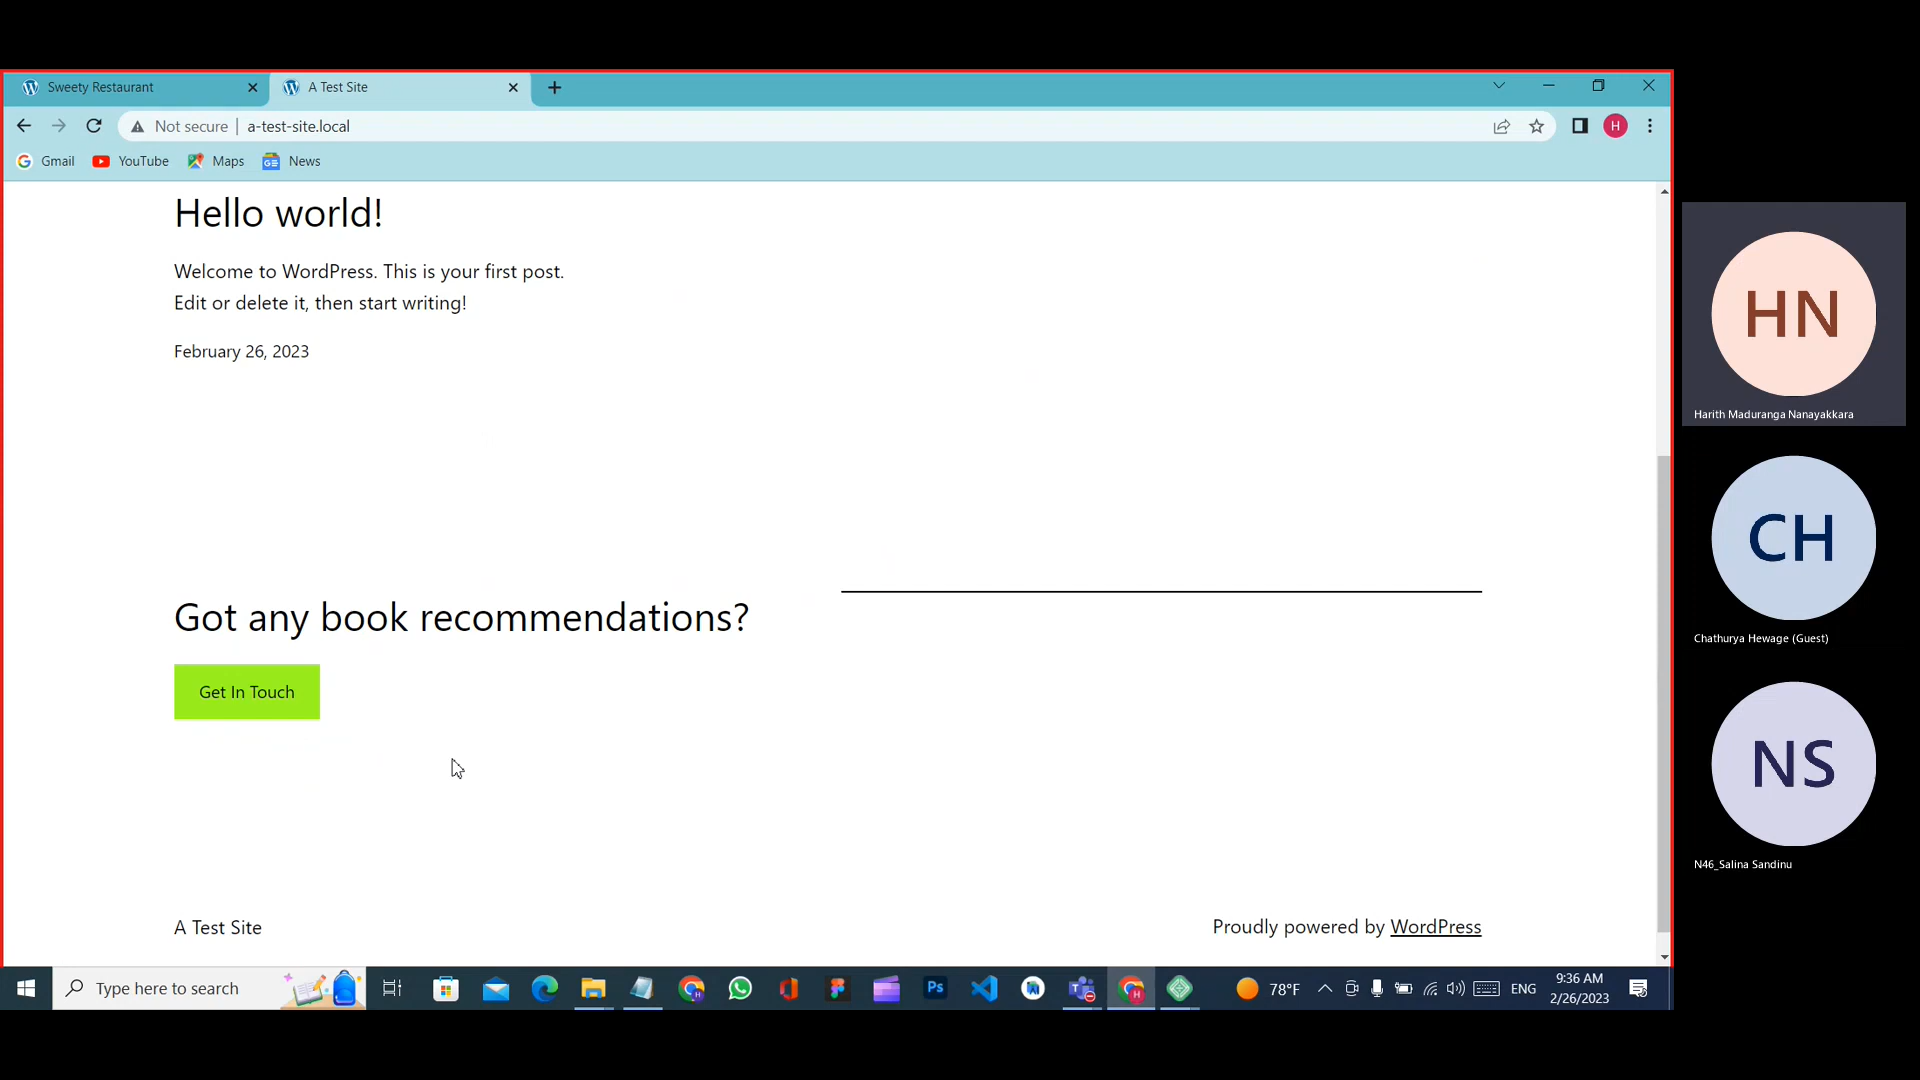 Sweety Restaurant
A Test Site
Not secure
a-test-site.local
H
Gmail
YouTube
Maps
News
Hello world!
Welcome to WordPress. This is your first post.
Edit or delete it, then start writing!
February 26, 2023
Got any book recommendations?
Get In Touch
A Test Site
Proudly powered by WordPress
HN
Harith Maduranga Nanayakkara
CH
Chathurya Hewage (Guest)
NS
N46_Salina Sandinu
Type here to search
Ps
78°F
ENG
9:36 AM
2/26/2023